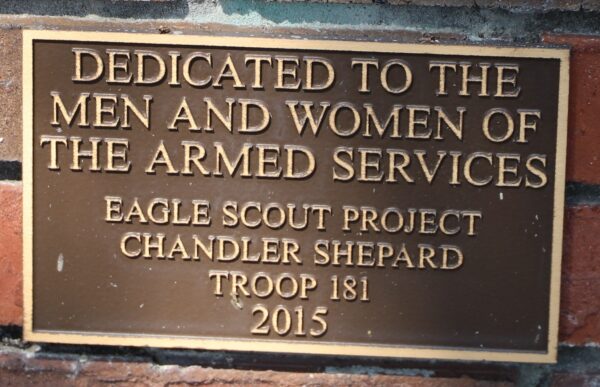 DEDICATED TO THE
MEN AND WOMEN OF
THE ARMED SERVICES
EAGLE SCOUT PROJECT
CHANDLER SHEPARD
TROOP 181
2015